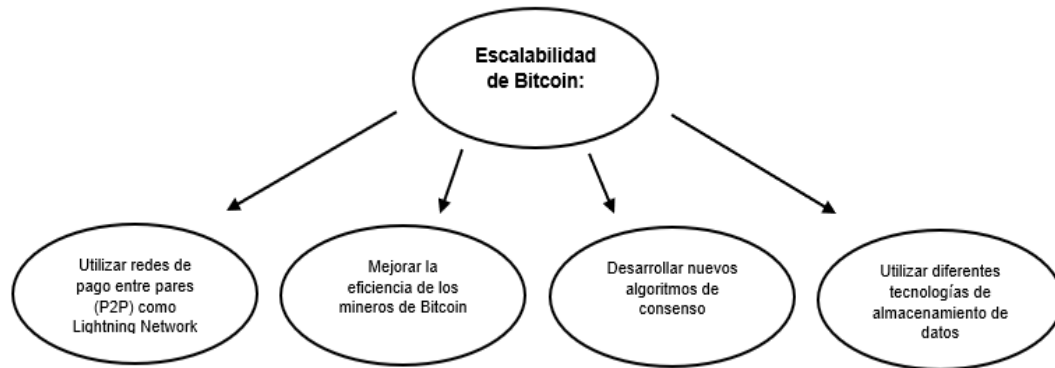 Escalabilidad
de Bitcoin:
Utilizar redes de
pago entre pares
(P2P) como
Lightning Network
Mejorar la
eficiencia de los
mineros de Bitcoin
Desarrollar nuevos
algoritmos de
consenso
Utilizar diferentes
tecnologías de
almacenamiento de
datos